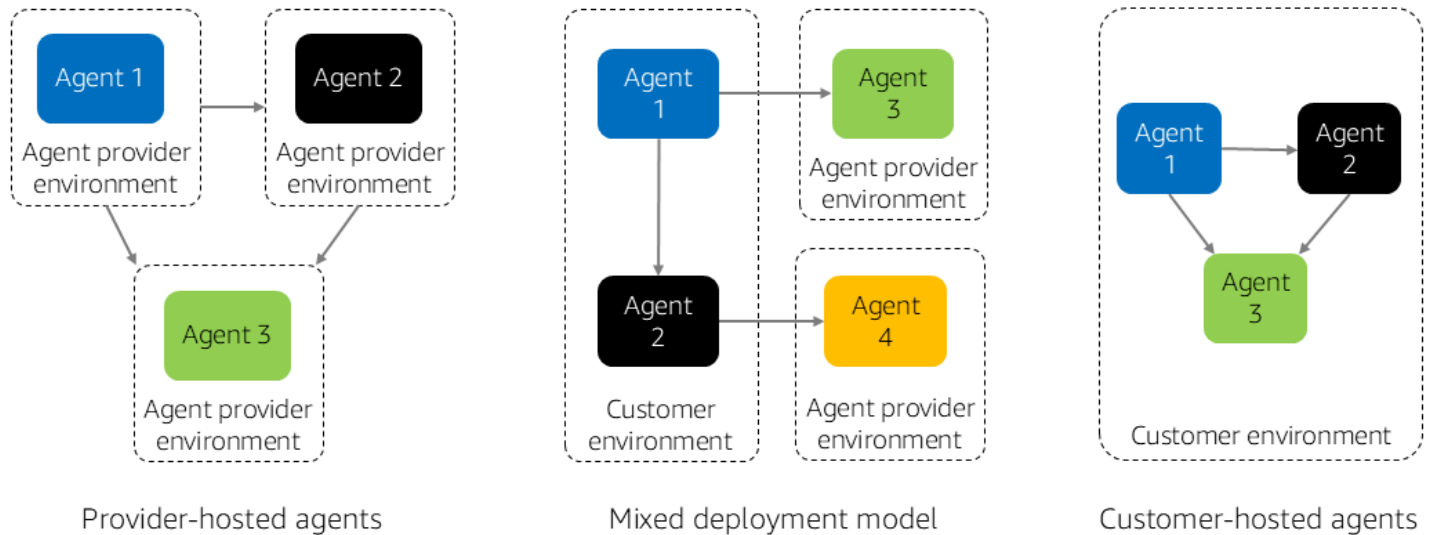 Agent 1
Agent provider
environment
Agent 2
Agent provider
environment
Agent 3
Agent provider
environment
Provider-hosted agents
Agent
1
Agent
3
Agent provider
environment
Agent
2
Customer
environment
Agent
4
Agent provider
environment
Mixed deployment model
Agent
1
Agent
2
Agent
3
Customer environment
Customer-hosted agents